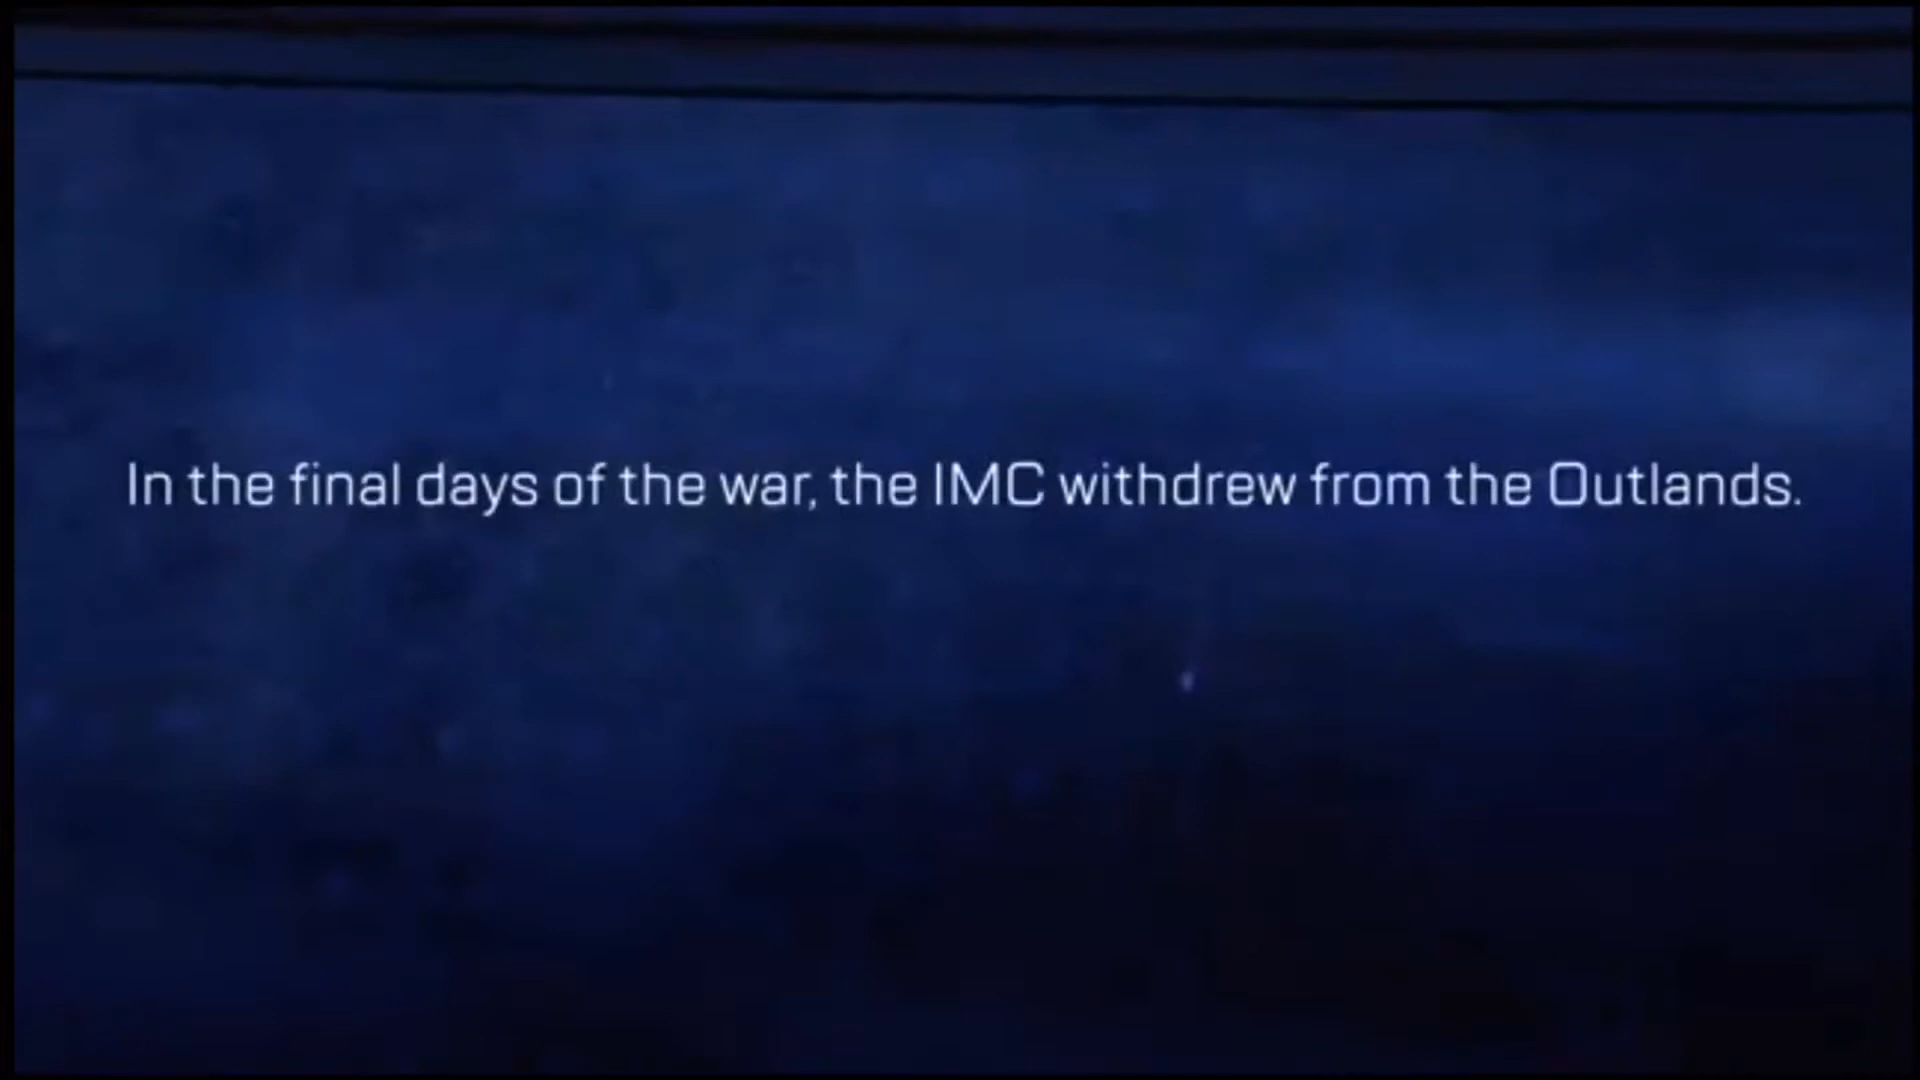 In the final days of the war, the IMC withdrew from the Outlands.